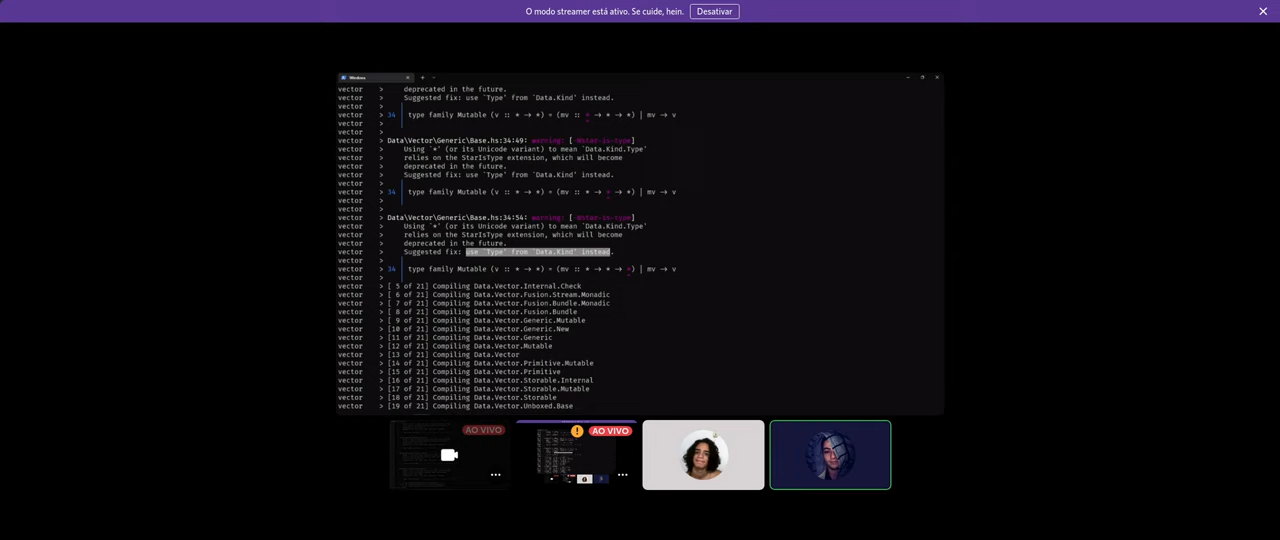 O modo streamer está ativo. Se cuide, hein. Desativar
Windows
vector > deprecated in the future.
vector > Suggested fix: use `Type` from `Data.Kind` instead.
vector >
vector > 34 type family Mutable (v :: * → *) = (mv :: * → * → *) | mv → v
vector >
vector >
vector > Data\Vector\Generic\Base.hs:34:49: warning: [-Wstar-is-type]
vector > Using `*' (or its Unicode variant) to mean `Data.Kind.Type'
vector > relies on the StarIsType extension, which will become
vector > deprecated in the future.
vector > Suggested fix: use `Type` from `Data.Kind` instead.
vector >
vector > 34 type family Mutable (v :: * → *) = (mv :: * → * → *) | mv → v
vector >
vector >
vector > Data\Vector\Generic\Base.hs:34:54: warning: [-Wstar-is-type]
vector > Using `*' (or its Unicode variant) to mean `Data.Kind.Type'
vector > relies on the StarIsType extension, which will become
vector > deprecated in the future.
vector > Suggested fix: use `Type` from `Data.Kind` instead.
vector >
vector > 34 type family Mutable (v :: * → *) = (mv :: * → * → *) | mv → v
vector >
vector > [ 5 of 21] Compiling Data.Vector.Internal.Check
vector > [ 6 of 21] Compiling Data.Vector.Fusion.Stream.Monadic
vector > [ 7 of 21] Compiling Data.Vector.Fusion.Bundle.Monadic
vector > [ 8 of 21] Compiling Data.Vector.Fusion.Bundle
vector > [ 9 of 21] Compiling Data.Vector.Generic.Mutable
vector > [10 of 21] Compiling Data.Vector.Generic.New
vector > [11 of 21] Compiling Data.Vector.Generic
vector > [12 of 21] Compiling Data.Vector.Mutable
vector > [13 of 21] Compiling Data.Vector
vector > [14 of 21] Compiling Data.Vector.Primitive.Mutable
vector > [15 of 21] Compiling Data.Vector.Primitive
vector > [16 of 21] Compiling Data.Vector.Storable.Internal
vector > [17 of 21] Compiling Data.Vector.Storable.Mutable
vector > [18 of 21] Compiling Data.Vector.Storable
vector > [19 of 21] Compiling Data.Vector.Unboxed.Base
AO VIVO
AO VIVO